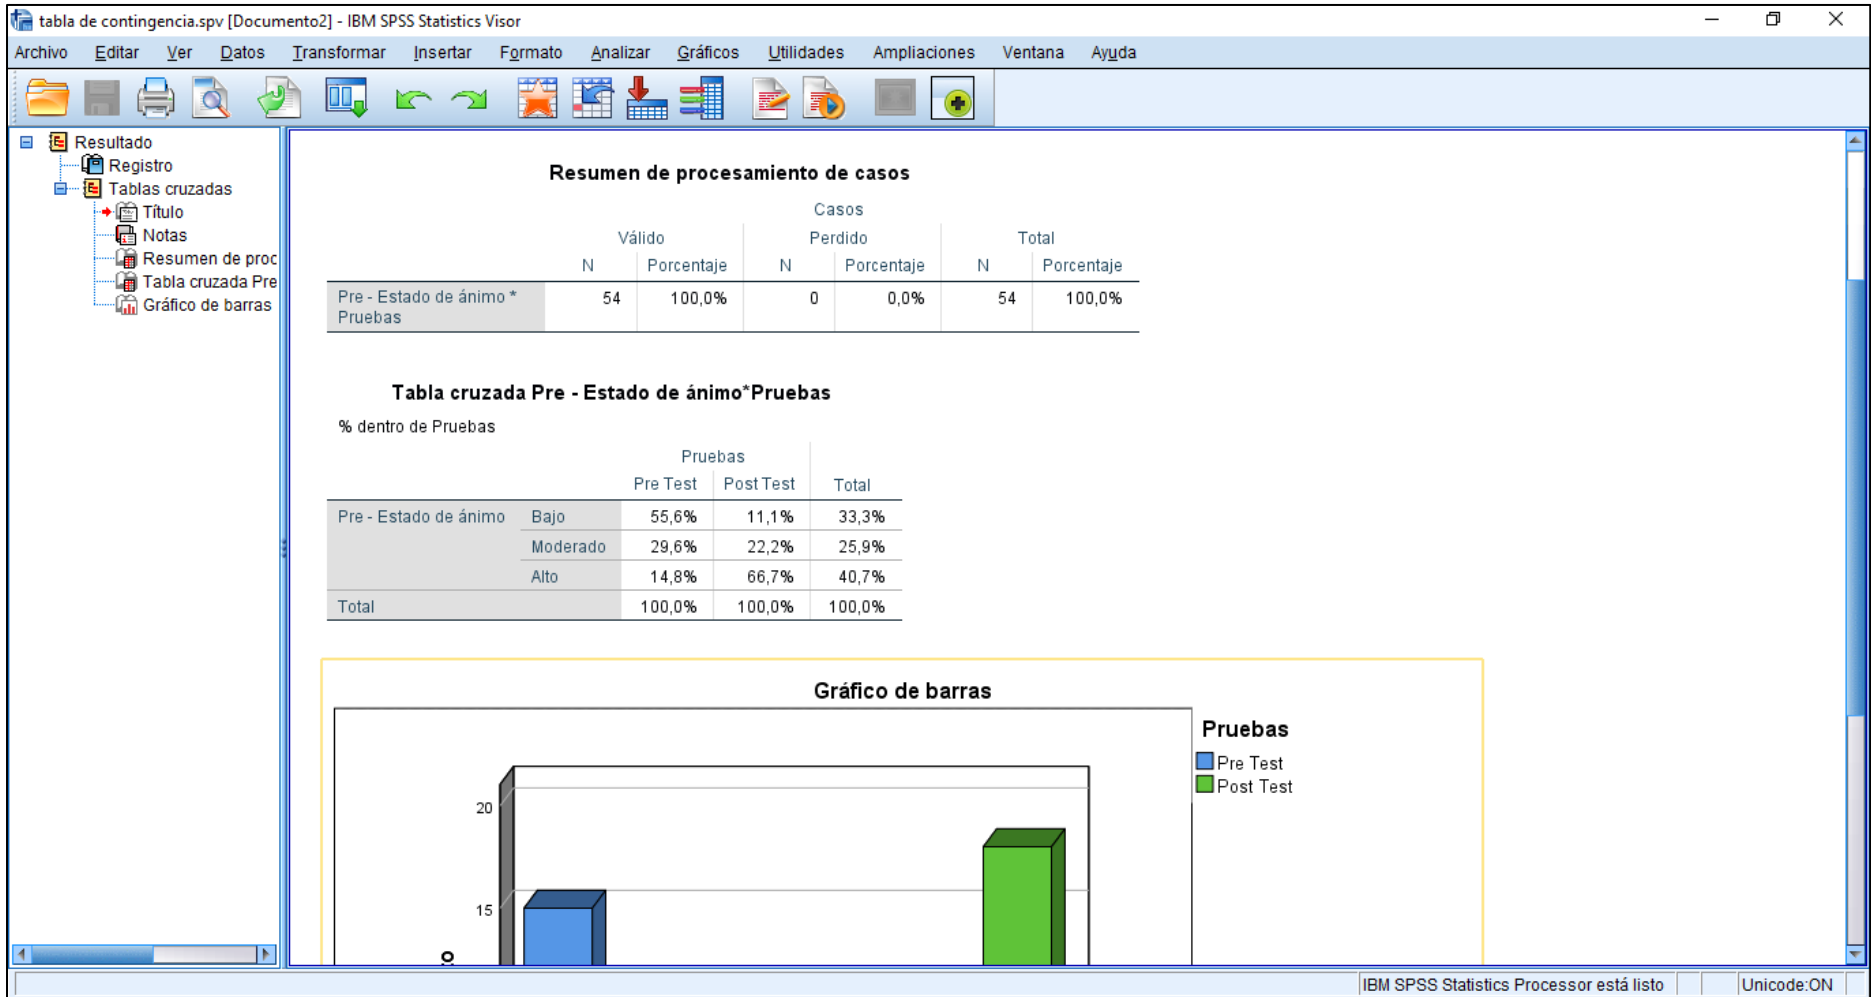 tabla de contingencia.spv [Documento2] - IBM SPSS Statistics Visor
Archivo Editar Ver Datos Transformar Insertar Formato Analizar Gráficos Utilidades Ampliaciones Ventana Ayuda
Resultado
Registro
Tablas cruzadas
Título
Notas
Resumen de proc
Tabla cruzada Pre
Gráfico de barras
Resumen de procesamiento de casos
Casos
Válido Perdido Total
N Porcentaje N Porcentaje N Porcentaje
Pre - Estado de ánimo * 54 100,0% 0 0,0% 54 100,0%
Pruebas
Tabla cruzada Pre - Estado de ánimo*Pruebas
% dentro de Pruebas
Pruebas
Pre Test Post Test Total
Pre - Estado de ánimo Bajo 55,6% 11,1% 33,3%
Moderado 29,6% 22,2% 25,9%
Alto 14,8% 66,7% 40,7%
Total 100,0% 100,0% 100,0%
Gráfico de barras
Pruebas
Pre Test
Post Test
20
15
IBM SPSS Statistics Processor está listo Unicode:ON